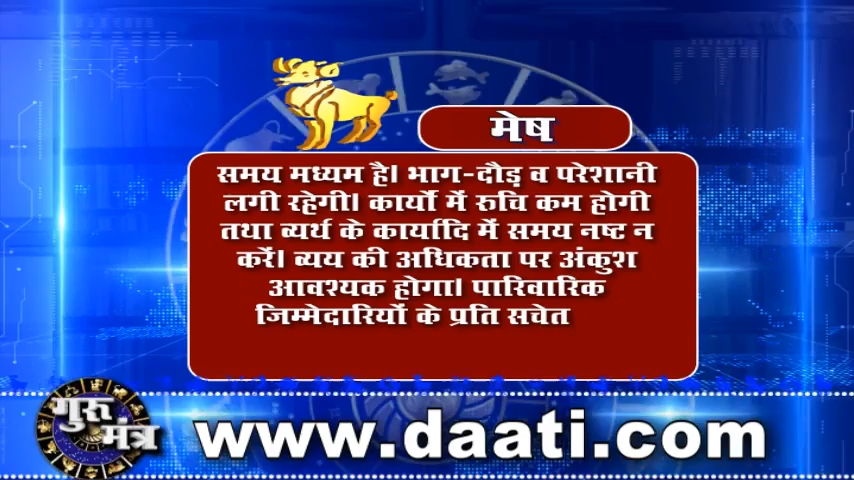 मेष
समय मध्यम है। भाग-दौड़ व परेशानी
लगी रहेगी। कार्यो में रुचि कम होगी
तथा व्यर्थ के कार्यादि में समय नष्ट न
करें। व्यय की अधिकता पर अंकुश
आवश्यक होगा। पारिवारिक
जिम्मेदारियों के प्रति सचेत
गुरु
मंत्र
www.daati.com